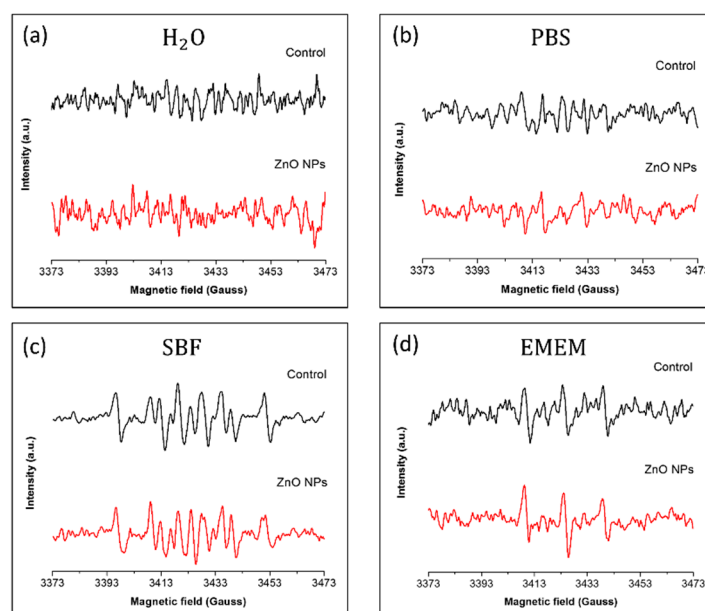 (a) H₂O
Control
ZnO NPs
Intensity (a.u.)
3373 3393 3413 3433 3453 3473
Magnetic field (Gauss)
(b) PBS
Control
ZnO NPs
Intensity (a.u.)
3373 3393 3413 3433 3453 3473
Magnetic field (Gauss)
(c) SBF
Control
ZnO NPs
Intensity (a.u.)
3373 3393 3413 3433 3453 3473
Magnetic field (Gauss)
(d) EMEM
Control
ZnO NPs
Intensity (a.u.)
3373 3393 3413 3433 3453 3473
Magnetic field (Gauss)